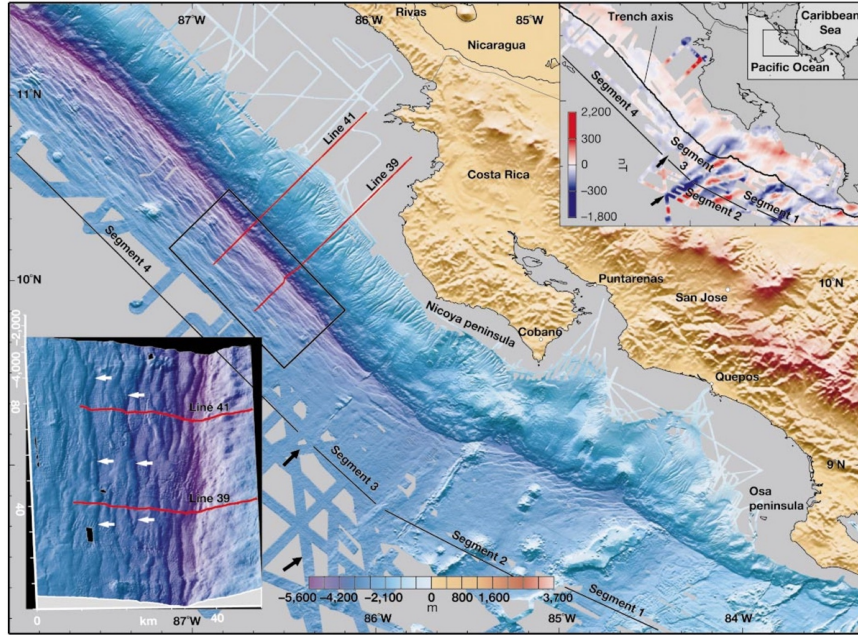 87°W
86°W
85°W
Rivas
Nicaragua
11°N
Line 41
Line 39
Costa Rica
Segment 4
10°N
Nicoya peninsula
Cobano
Puntarenas
San Jose
10°N
Quepos
9°N
Osa
peninsula
Segment 3
Segment 2
Segment 1
−5,600
−4,200
−2,000
0
800
1,600
3,700
m
87°W
86°W
85°W
84°W
Trench axis
Segment 4
Segment
3
Segment 2
Segment 1
2,200
300
0
−300
−1,800
nT
Caribbean
Sea
Pacific Ocean
−2,000
−4,000
80
40
Line 41
Line 39
0
km
40